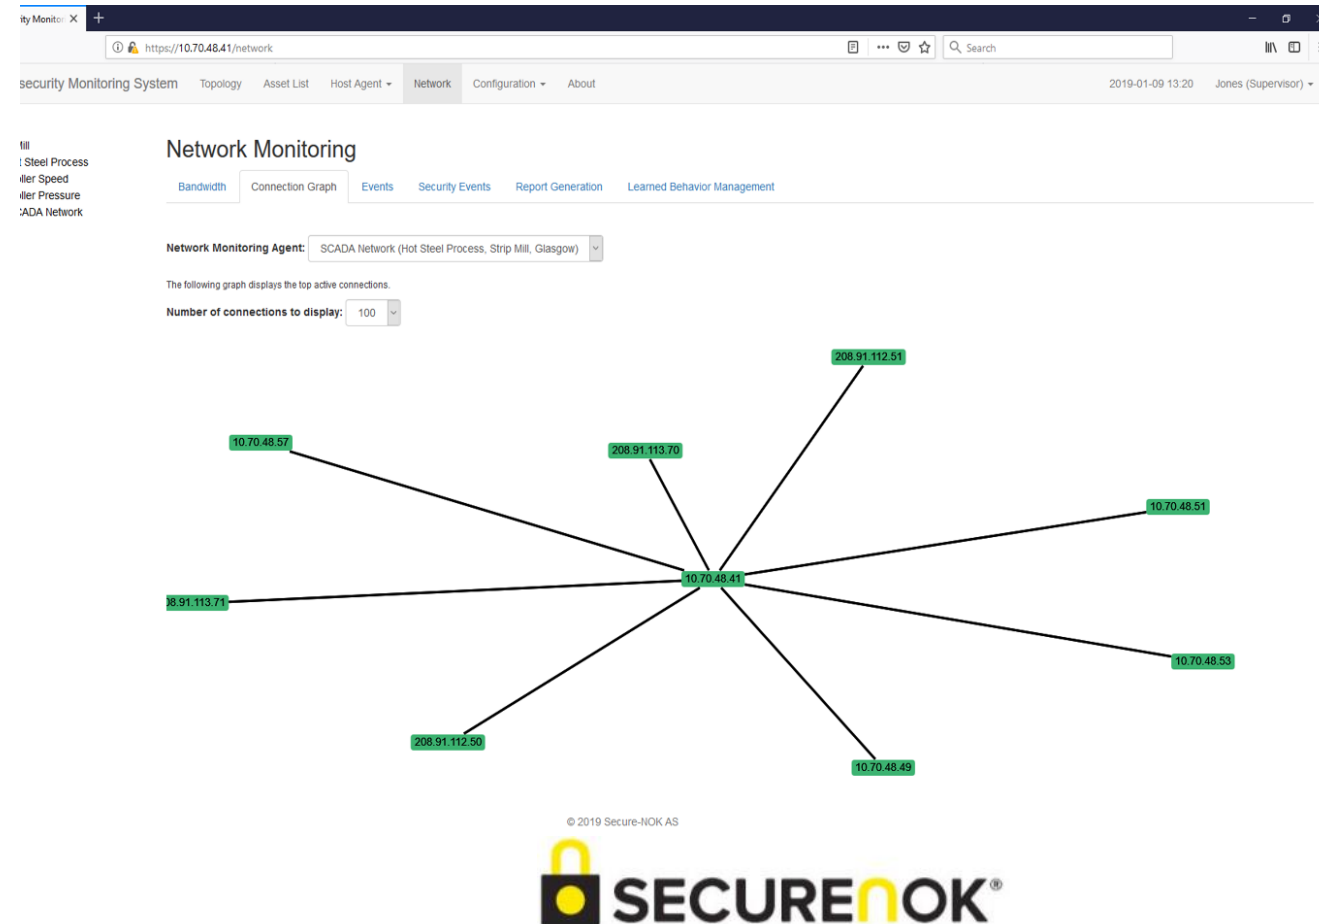 ity Monitor
https://10.70.48.41/network
Search
security Monitoring System Topology Asset List Host Agent Network Configuration About 2019-01-09 13:20 Jones (Supervisor)
Mill
t Steel Process
ller Speed
ller Pressure
CADA Network
Network Monitoring
Bandwidth Connection Graph Events Security Events Report Generation Learned Behavior Management
Network Monitoring Agent: SCADA Network (Hot Steel Process, Strip Mill, Glasgow)
The following graph displays the top active connections.
Number of connections to display: 100
208.91.112.51
10.70.48.57
208.91.113.70
10.70.48.51
10.70.48.41
08.91.113.71
10.70.48.53
208.91.112.50
10.70.48.49
© 2019 Secure-NOK AS
SECURENOK®